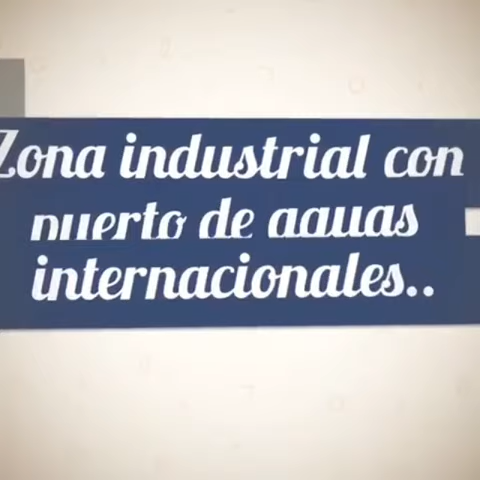 Zona industrial con
puerto de aguas
internacionales..